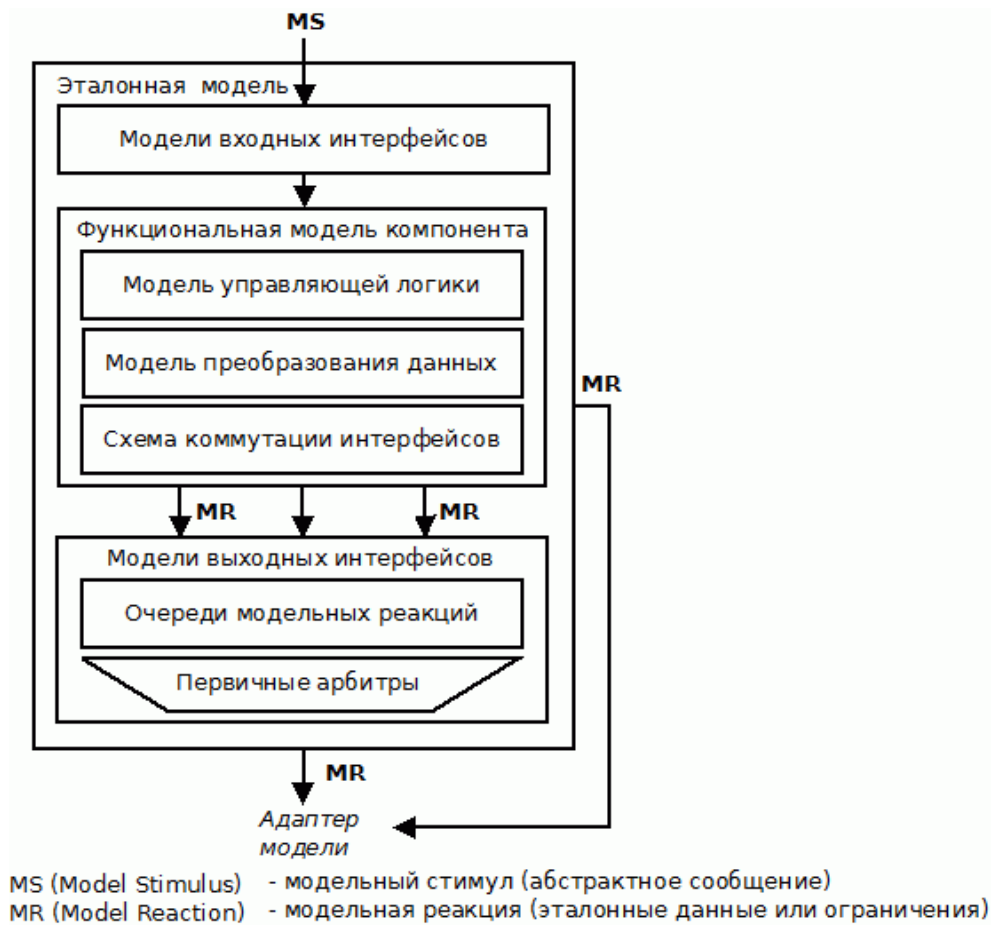 MS
Эталонная модель
Модели входных интерфейсов
Функциональная модель компонента
Модель управляющей логики
Модель преобразования данных
MR
Схема коммутации интерфейсов
MR
MR
Модели выходных интерфейсов
Очереди модельных реакций
Первичные арбитры
MR
Адаптер
модели
MS (Model Stimulus) - модельный стимул (абстрактное сообщение)
MR (Model Reaction) - модельная реакция (эталонные данные или ограничения)